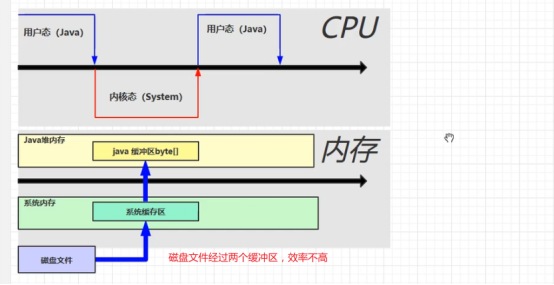 用户态（Java）
用户态（Java）
CPU
内核态（System）
Java堆内存
java 缓冲区byte[]
内存
系统内存
系统缓存区
磁盘文件
磁盘文件经过两个缓冲区，效率不高